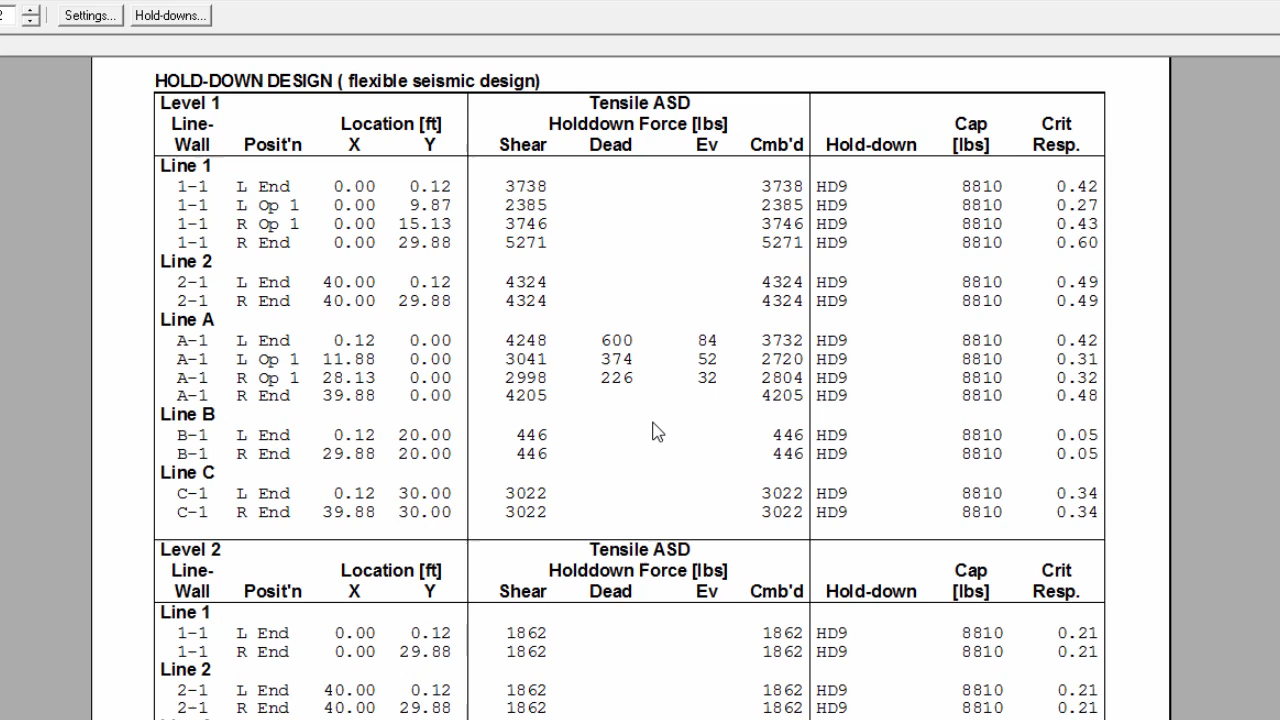 2 Settings... Hold-downs...
HOLD-DOWN DESIGN ( flexible seismic design)
Level 1 Tensile ASD
Line- Location [ft] Holddown Force [lbs] Cap Crit
Wall Posit'n X Y Shear Dead Ev Cmb'd Hold-down [lbs] Resp.
Line 1
1-1 L End 0.00 0.12 3738 3738 HD9 8810 0.42
1-1 L Op 1 0.00 9.87 2385 2385 HD9 8810 0.27
1-1 R Op 1 0.00 15.13 3746 3746 HD9 8810 0.43
1-1 R End 0.00 29.88 5271 5271 HD9 8810 0.60
Line 2
2-1 L End 40.00 0.12 4324 4324 HD9 8810 0.49
2-1 R End 40.00 29.88 4324 4324 HD9 8810 0.49
Line A
A-1 L End 0.12 0.00 4248 600 84 3732 HD9 8810 0.42
A-1 L Op 1 11.88 0.00 3041 374 52 2720 HD9 8810 0.31
A-1 R Op 1 28.13 0.00 2998 226 32 2804 HD9 8810 0.32
A-1 R End 39.88 0.00 4205 4205 HD9 8810 0.48
Line B
B-1 L End 0.12 20.00 446 446 HD9 8810 0.05
B-1 R End 29.88 20.00 446 446 HD9 8810 0.05
Line C
C-1 L End 0.12 30.00 3022 3022 HD9 8810 0.34
C-1 R End 39.88 30.00 3022 3022 HD9 8810 0.34
Level 2 Tensile ASD
Line- Location [ft] Holddown Force [lbs] Cap Crit
Wall Posit'n X Y Shear Dead Ev Cmb'd Hold-down [lbs] Resp.
Line 1
1-1 L End 0.00 0.12 1862 1862 HD9 8810 0.21
1-1 R End 0.00 29.88 1862 1862 HD9 8810 0.21
Line 2
2-1 L End 40.00 0.12 1862 1862 HD9 8810 0.21
2-1 R End 40.00 29.88 1862 1862 HD9 8810 0.21